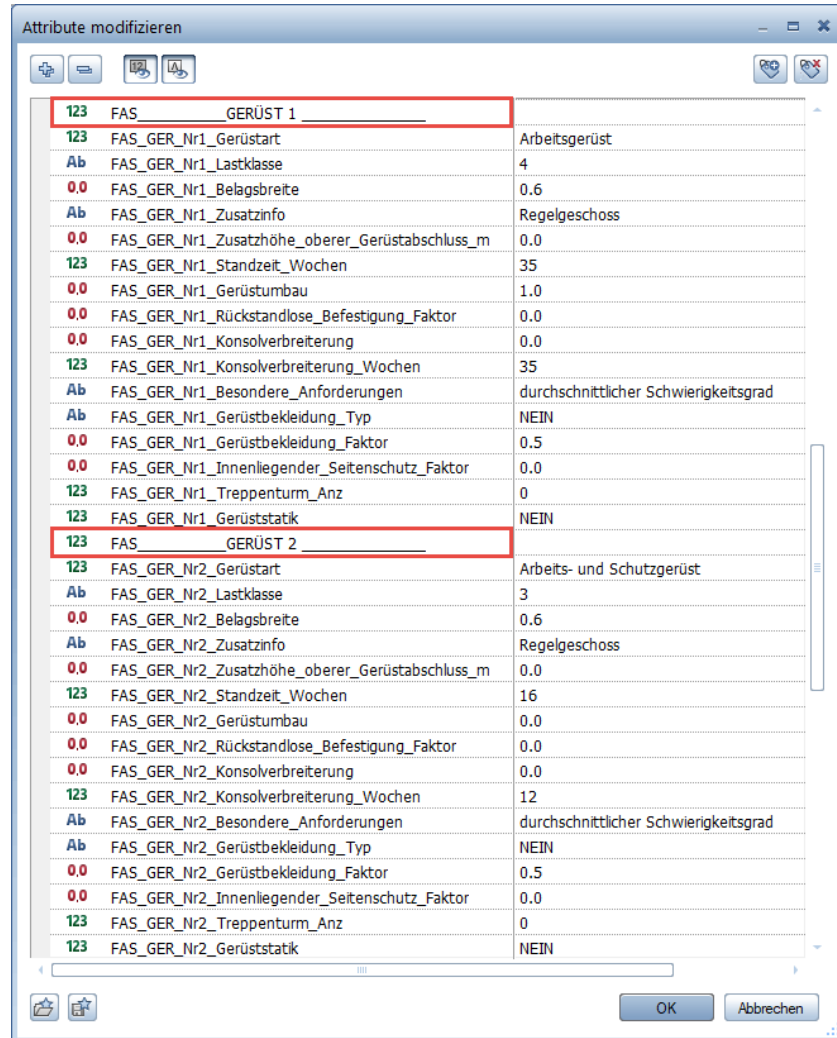 Attribute modifizieren
123 FAS__________GERÜST 1 ______________
123 FAS_GER_Nr1_Gerüstart Arbeitsgerüst
Ab FAS_GER_Nr1_Lastklasse 4
0,0 FAS_GER_Nr1_Belagsbreite 0.6
Ab FAS_GER_Nr1_Zusatzinfo Regelgeschoss
0,0 FAS_GER_Nr1_Zusatzhöhe_oberer_Gerüstabschluss_m 0.0
123 FAS_GER_Nr1_Standzeit_Wochen 35
0,0 FAS_GER_Nr1_Gerüstumbau 1.0
0,0 FAS_GER_Nr1_Rückstandlose_Befestigung_Faktor 0.0
0,0 FAS_GER_Nr1_Konsolverbreiterung 0.0
123 FAS_GER_Nr1_Konsolverbreiterung_Wochen 35
Ab FAS_GER_Nr1_Besondere_Anforderungen durchschnittlicher Schwierigkeitsgrad
Ab FAS_GER_Nr1_Gerüstbekleidung_Typ NEIN
0,0 FAS_GER_Nr1_Gerüstbekleidung_Faktor 0.5
0,0 FAS_GER_Nr1_Innenliegender_Seitenschutz_Faktor 0.0
123 FAS_GER_Nr1_Treppenturm_Anz 0
123 FAS_GER_Nr1_Gerüststatik NEIN
123 FAS__________GERÜST 2 ______________
123 FAS_GER_Nr2_Gerüstart Arbeits- und Schutzgerüst
Ab FAS_GER_Nr2_Lastklasse 3
0,0 FAS_GER_Nr2_Belagsbreite 0.6
Ab FAS_GER_Nr2_Zusatzinfo Regelgeschoss
0,0 FAS_GER_Nr2_Zusatzhöhe_oberer_Gerüstabschluss_m 0.0
123 FAS_GER_Nr2_Standzeit_Wochen 16
0,0 FAS_GER_Nr2_Gerüstumbau 0.0
0,0 FAS_GER_Nr2_Rückstandlose_Befestigung_Faktor 0.0
0,0 FAS_GER_Nr2_Konsolverbreiterung 0.0
123 FAS_GER_Nr2_Konsolverbreiterung_Wochen 12
Ab FAS_GER_Nr2_Besondere_Anforderungen durchschnittlicher Schwierigkeitsgrad
Ab FAS_GER_Nr2_Gerüstbekleidung_Typ NEIN
0,0 FAS_GER_Nr2_Gerüstbekleidung_Faktor 0.5
0,0 FAS_GER_Nr2_Innenliegender_Seitenschutz_Faktor 0.0
123 FAS_GER_Nr2_Treppenturm_Anz 0
123 FAS_GER_Nr2_Gerüststatik NEIN
OK Abbrechen